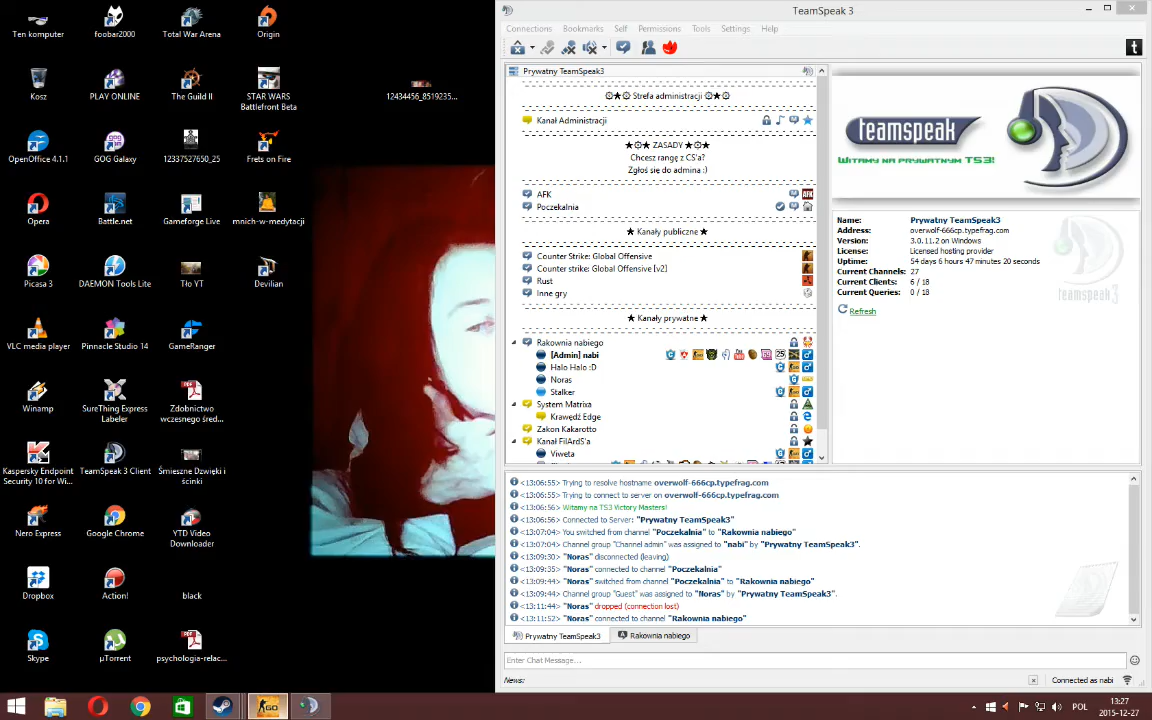 Ten komputer
foobar2000
Total War Arena
Origin
Kosz
PLAY ONLINE
The Guild II
STAR WARS
Battlefront Beta
12434456_8519235...
OpenOffice 4.1.1
GOG Galaxy
12337527650_25
Frets on Fire
Opera
Battle.net
Gameforge Live
mnich-w-medytacji
Picasa 3
DAEMON Tools Lite
Tło YT
Devilian
VLC media player
Pinnacle Studio 14
GameRanger
Winamp
SureThing Express
Labeler
Zdobnictwo
wczesnego śred...
Kaspersky Endpoint
Security 10 for Wi...
TeamSpeak 3 Client
Śmieszne Dzwięki i
ścinki
Nero Express
Google Chrome
YTD Video
Downloader
Dropbox
Action!
black
Skype
µTorrent
psychologia-relac...
TeamSpeak 3
Connections Bookmarks Self Permissions Tools Settings Help
Prywatny TeamSpeak3
Strefa administracji
Kanał Administracji
ZASADY
Chcesz rangę z CS'a?
Zgłoś się do admina :)
AFK
Poczekalnia
Kanały publiczne
Counter Strike: Global Offensive
Counter strike: Global Offensive [v2]
Rust
Inne gry
Kanały prywatne
Rakownia nabiego
[Admin] nabi
Halo Halo :D
Noras
Stalker
System Matrixa
Krawędź Edge
Zakon Kakarotto
Kanał FilArdS'a
Viweta
teamspeak
Witamy na prywatnym TS3!
Name: Prywatny TeamSpeak3
Address: overwolf-666cp.typefrag.com
Version: 3.0.11.2 on Windows
License: Licensed hosting provider
Uptime: 54 days 6 hours 47 minutes 20 seconds
Current Channels: 27
Current Clients: 6 / 18
Current Queries: 0 / 18
Refresh
teamspeak
<13:06:55> Trying to resolve hostname overwolf-666cp.typefrag.com
<13:06:55> Trying to connect to server on overwolf-666cp.typefrag.com
<13:06:56> Witamy na TS3 Victory Masters!
<13:06:56> Connected to Server: "Prywatny TeamSpeak3"
<13:07:04> You switched from channel "Poczekalnia" to "Rakownia nabiego"
<13:07:04> Channel group "Channel admin" was assigned to "nabi" by "Prywatny TeamSpeak3".
<13:09:30> "Noras" disconnected (leaving)
<13:09:35> "Noras" connected to channel "Poczekalnia"
<13:09:44> "Noras" switched from channel "Poczekalnia" to "Rakownia nabiego"
<13:09:44> Channel group "Guest" was assigned to "Noras" by "Prywatny TeamSpeak3".
<13:11:44> "Noras" dropped (connection lost)
<13:11:52> "Noras" connected to channel "Rakownia nabiego"
Prywatny TeamSpeak3
Rakownia nabiego
Enter Chat Message...
News:
Connected as nabi
POL
13:27
2015-12-27